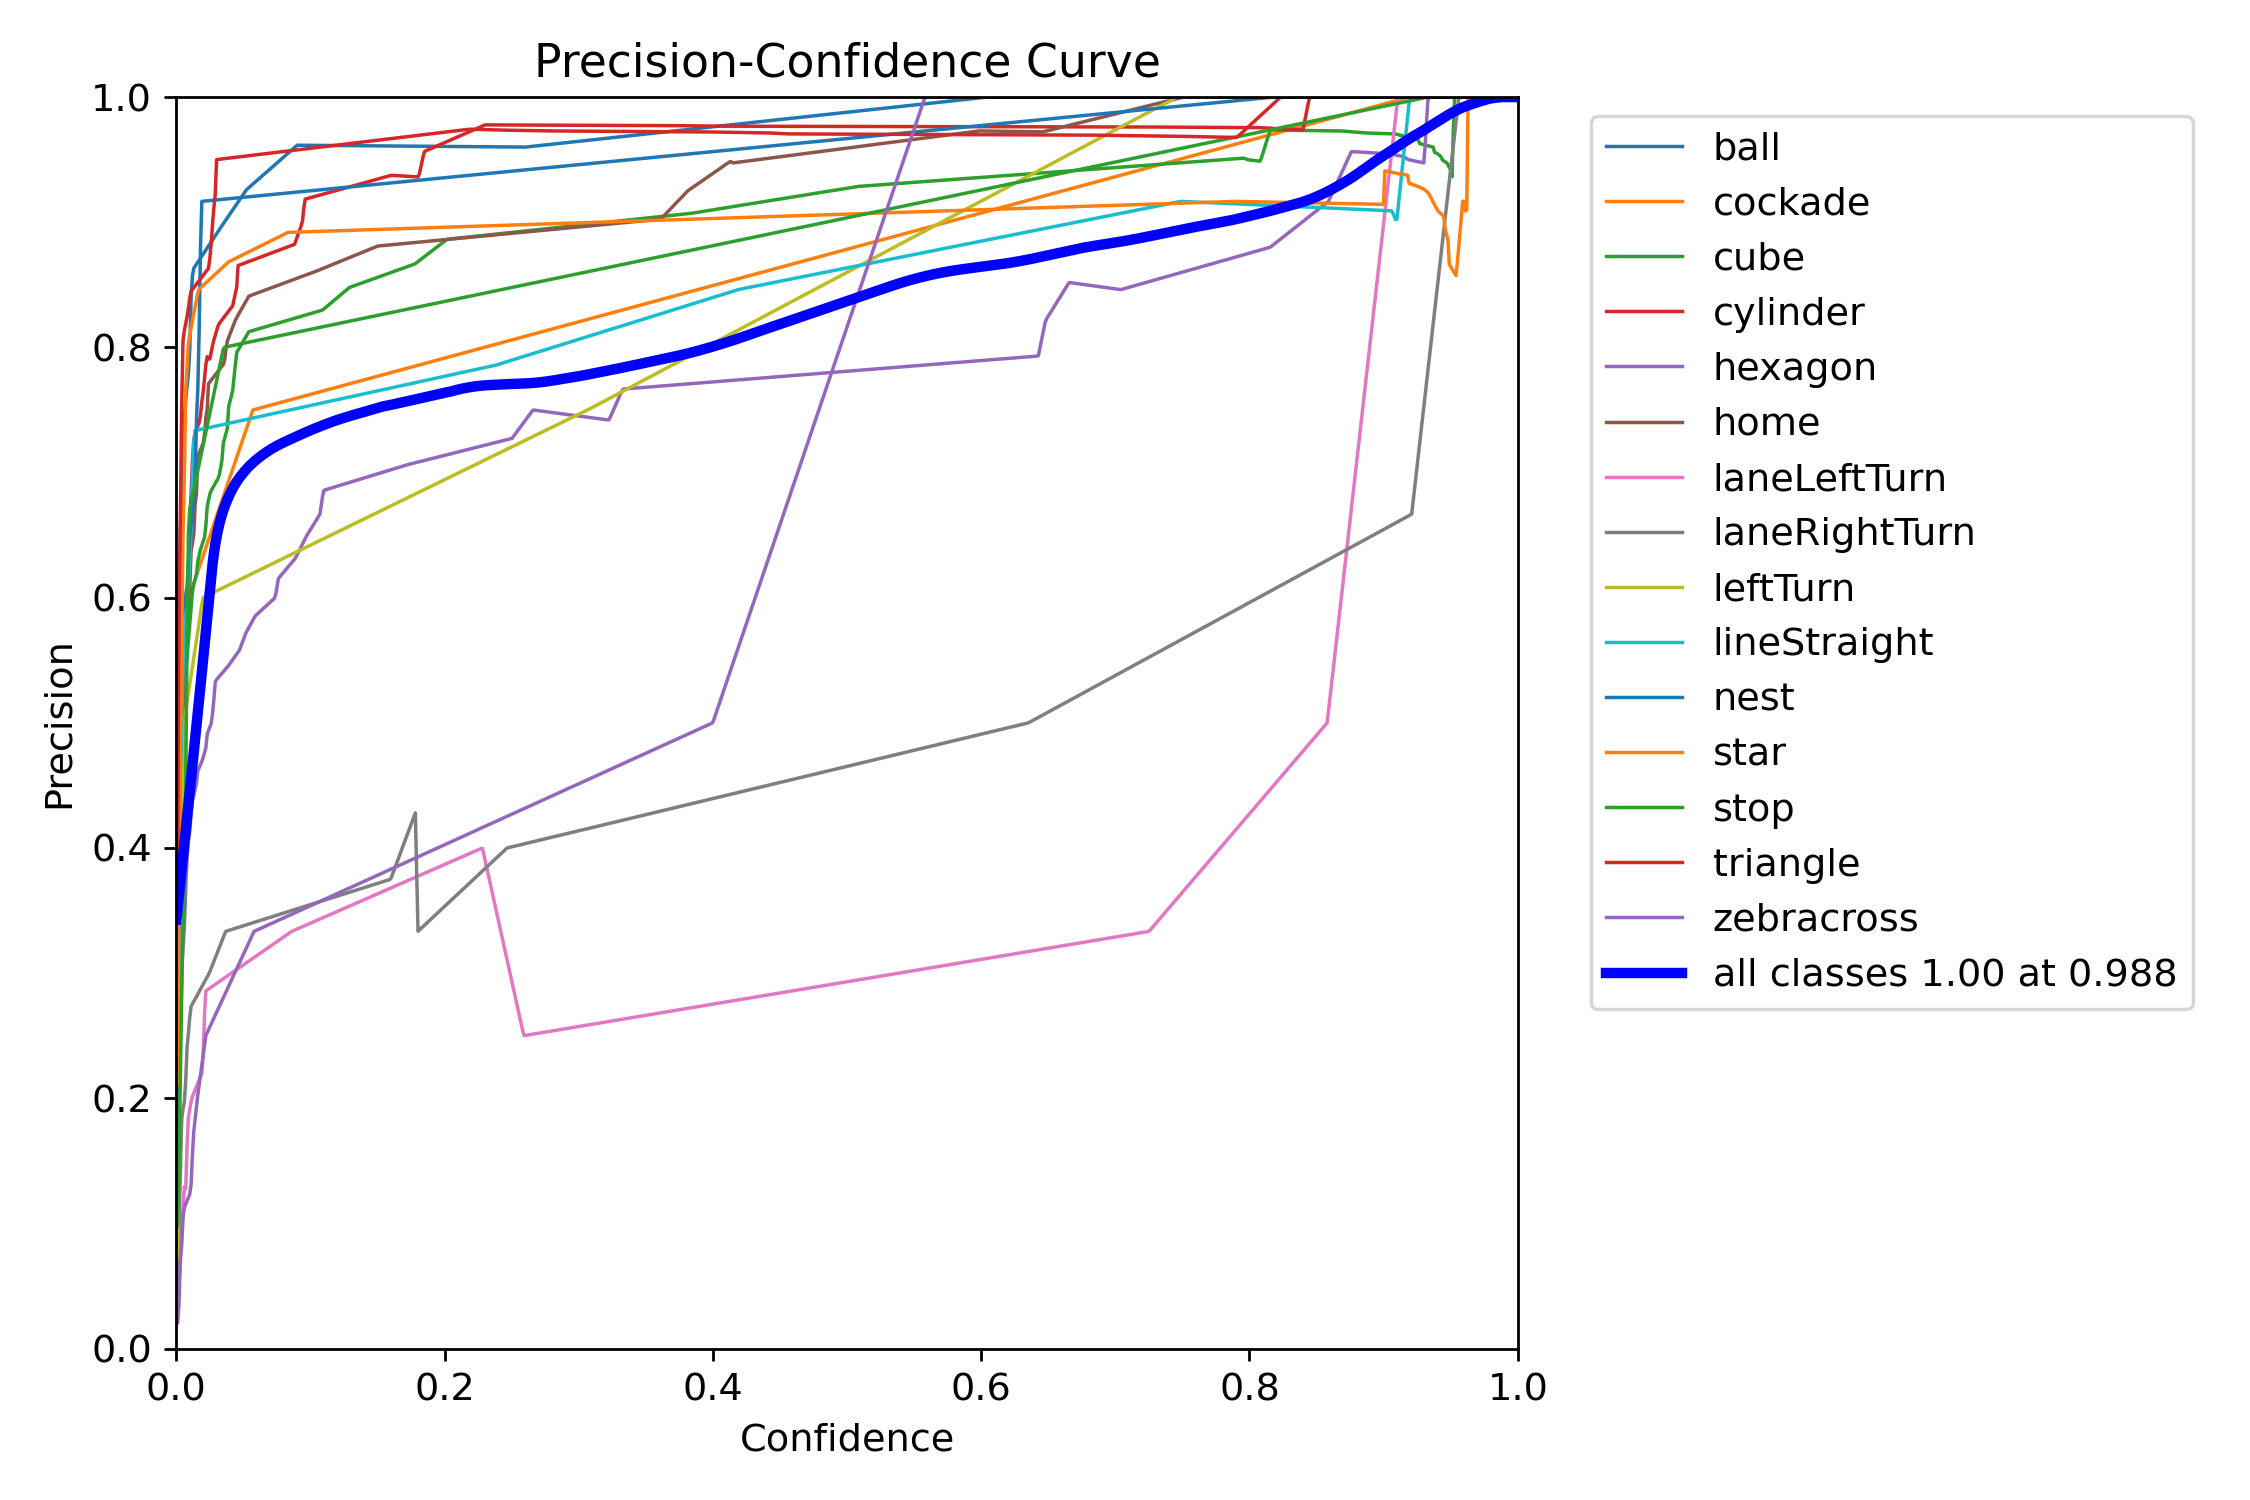 Precision-Confidence Curve
1.0
0.8
0.6
0.4
0.2
0.0
Precision
0.0 0.2 0.4 0.6 0.8 1.0
Confidence
ball
cockade
cube
cylinder
hexagon
home
laneLeftTurn
laneRightTurn
leftTurn
lineStraight
nest
star
stop
triangle
zebracross
all classes 1.00 at 0.988